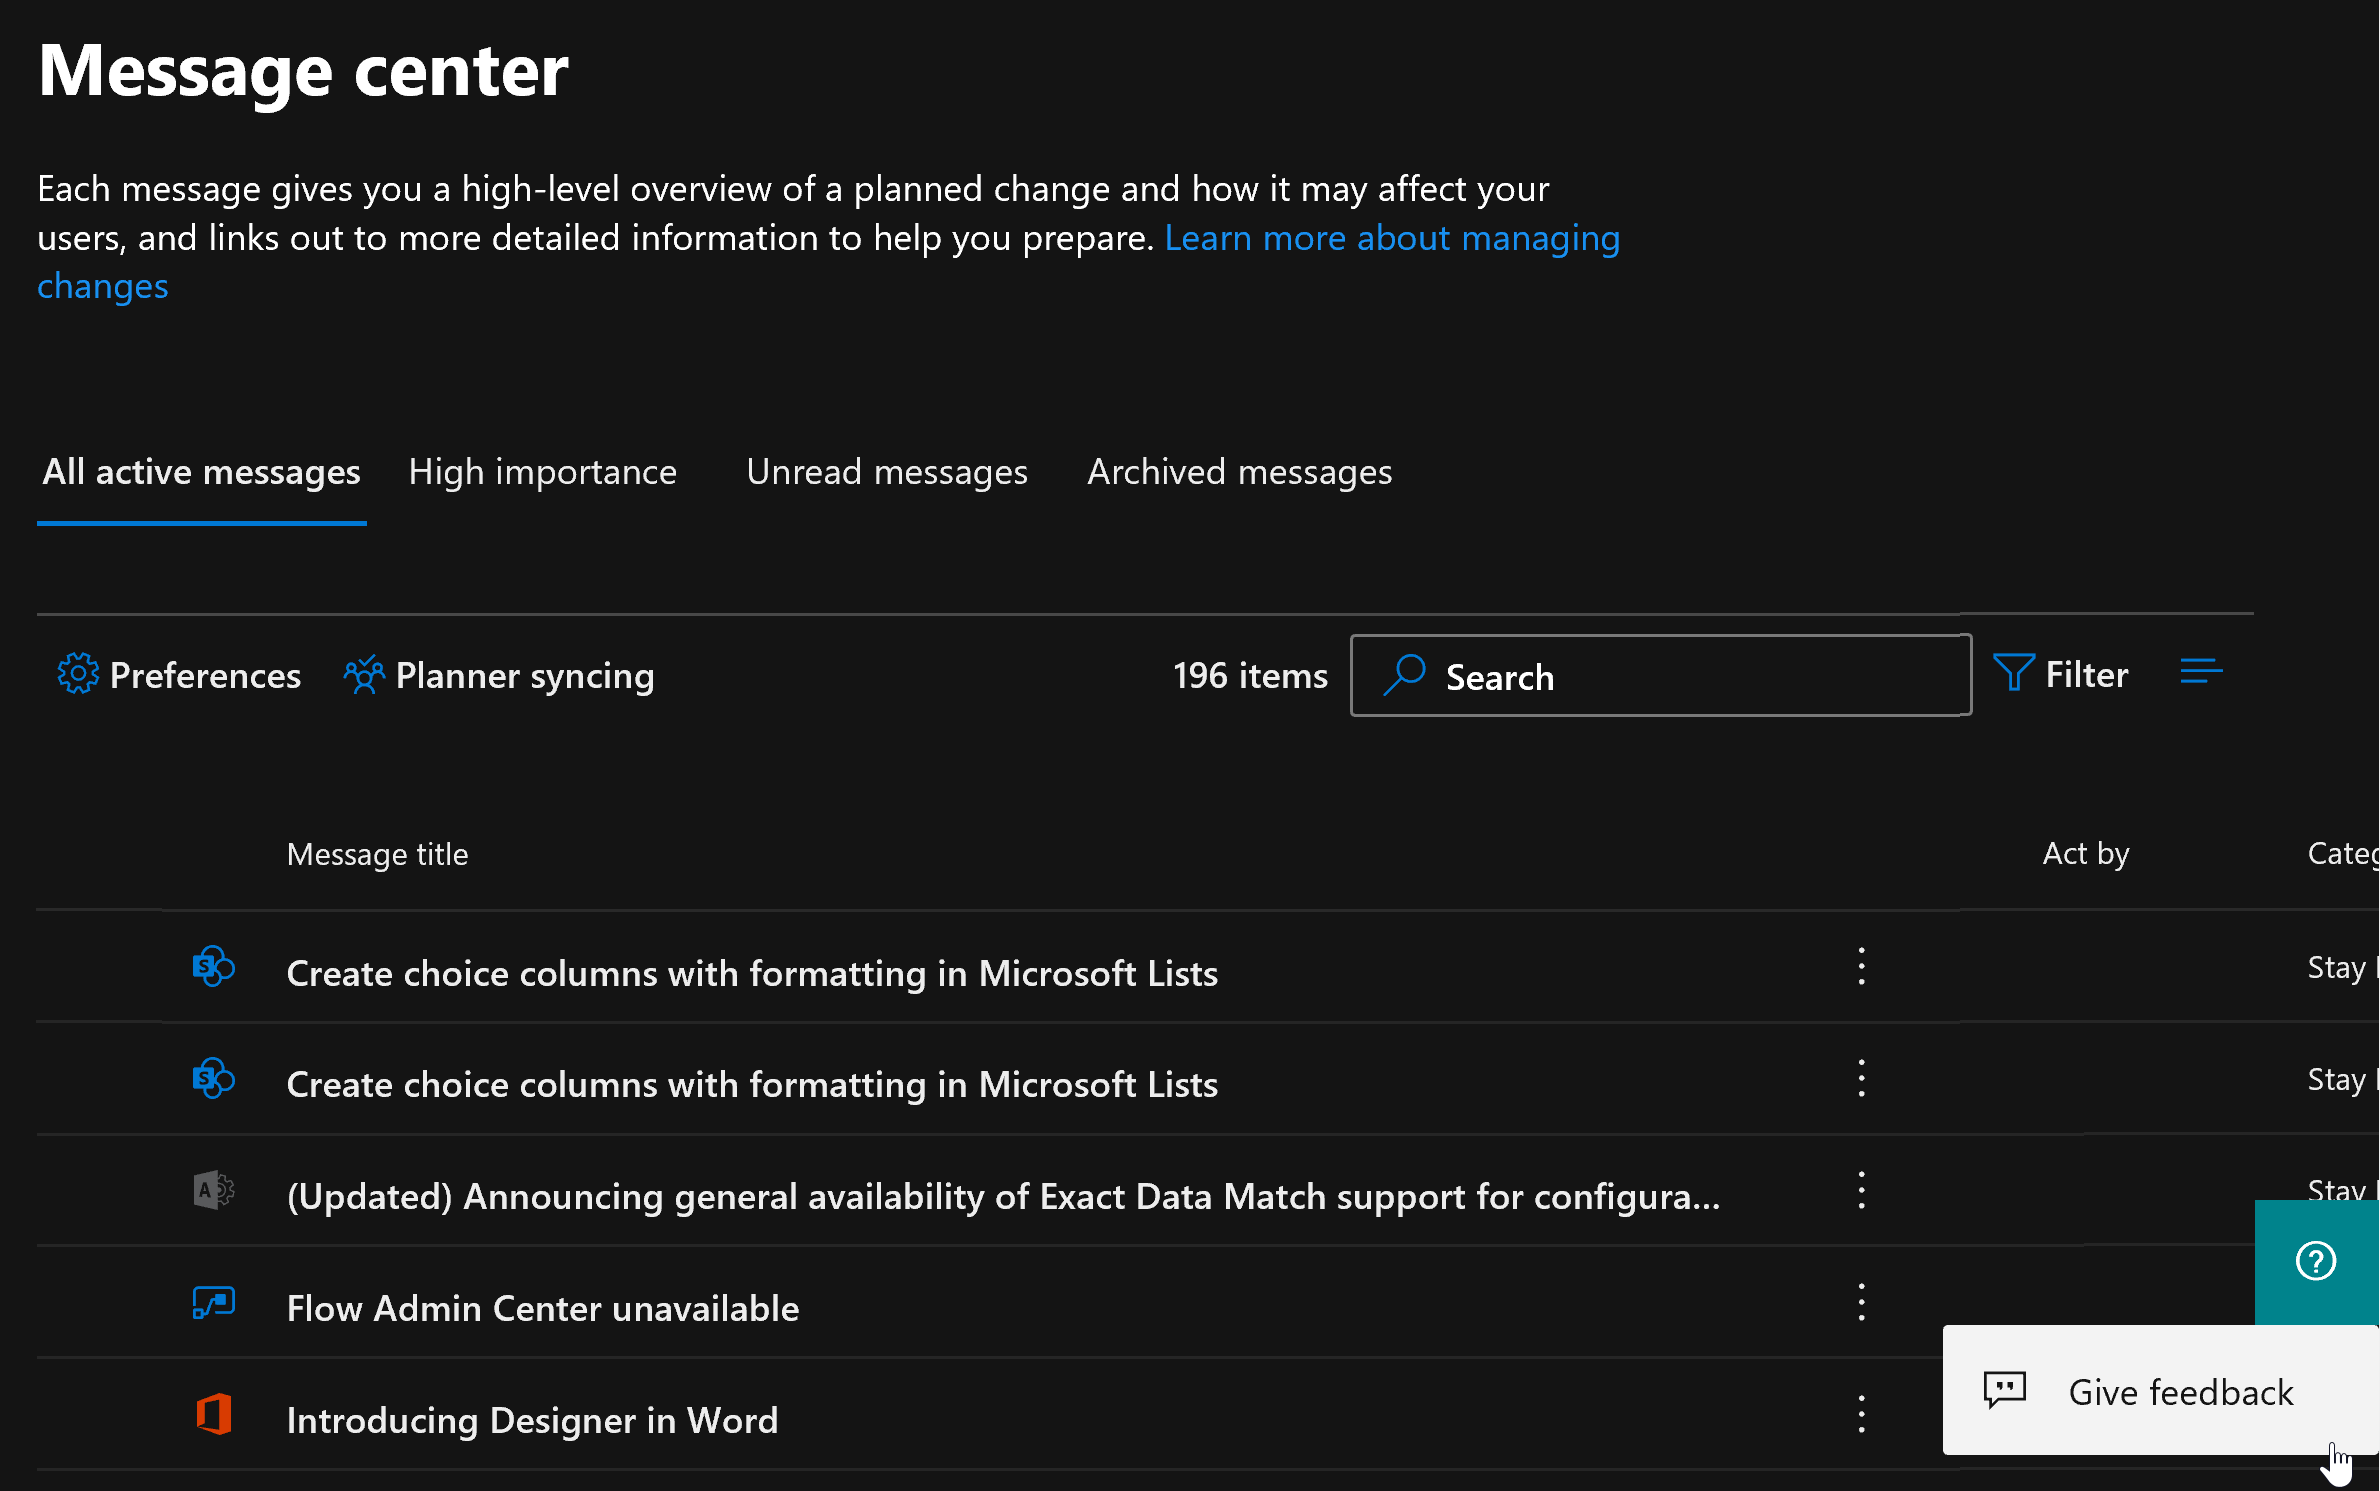 Message center
Each message gives you a high-level overview of a planned change and how it may affect your
users, and links out to more detailed information to help you prepare. Learn more about managing
changes
All active messages High importance Unread messages Archived messages
Preferences Planner syncing 196 items Search Filter
Message title Act by
Create choice columns with formatting in Microsoft Lists Stay
Create choice columns with formatting in Microsoft Lists Stay
(Updated) Announcing general availability of Exact Data Match support for configura... Stay
Flow Admin Center unavailable
Introducing Designer in Word
Give feedback